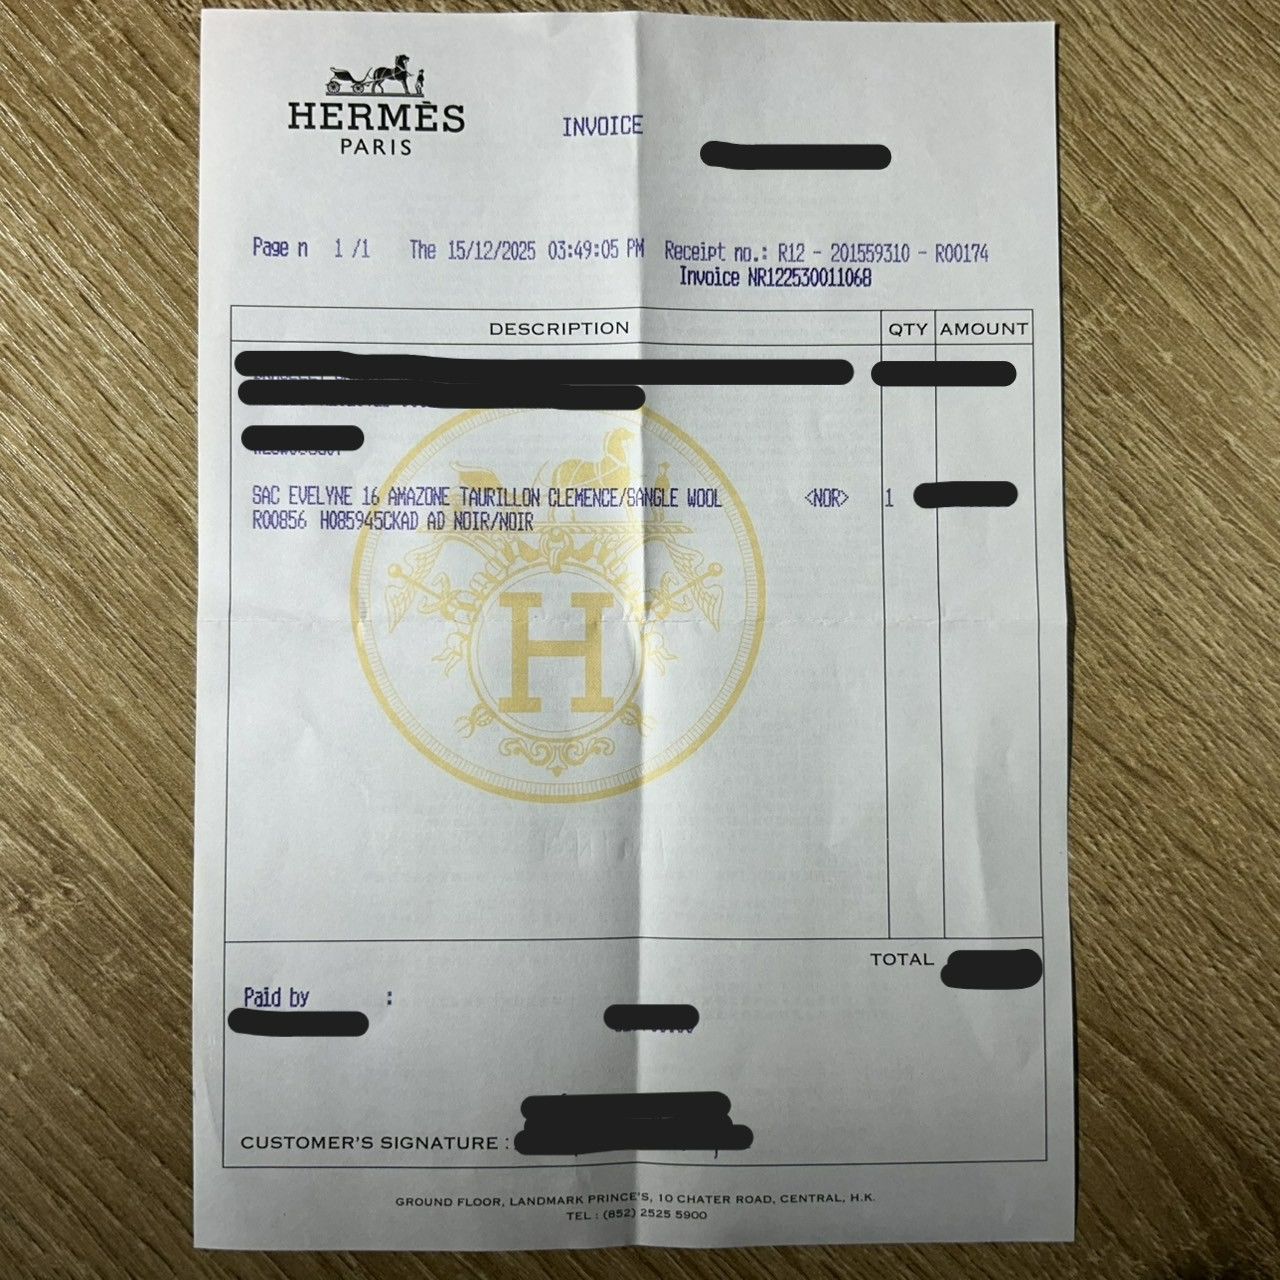 HERMÈS
PARIS
INVOICE
Page n 1 /1 The 15/12/2025 03:49:05 PM Receipt no.: R12 - 201559310 - R00174
Invoice NR122530011068
DESCRIPTION QTY AMOUNT
SAC EVELYNE 16 AMAZONE TAURILLON CLEMENCE/SANGLE WOOL <NOR> 1
R00856 H085945CKAD AD NOIR/NOIR
H
TOTAL
Paid by :
CUSTOMER'S SIGNATURE :
GROUND FLOOR, LANDMARK PRINCE'S, 10 CHATER ROAD, CENTRAL, H.K.
TEL : (852) 2525 5900